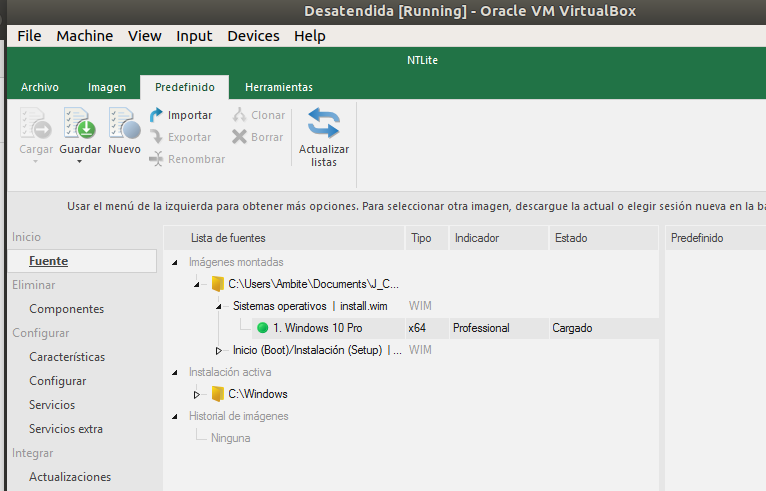 Desatendida [Running] - Oracle VM VirtualBox
File Machine View Input Devices Help
NTLite
Archivo Imagen Predefinido Herramientas
Cargar Guardar Nuevo
Importar
Exportar
Renombrar
Clonar
Borrar
Actualizar
listas
Usar el menú de la izquierda para obtener más opciones. Para seleccionar otra imagen, descargue la actual o elegir sesión nueva en la
Inicio
Fuente
Eliminar
Componentes
Configurar
Características
Configurar
Servicios
Servicios extra
Integrar
Actualizaciones
Lista de fuentes Tipo Indicador Estado
Imágenes montadas
C:\Users\Ambite\Documents\J_C...
Sistemas operativos | install.wim WIM
1. Windows 10 Pro x64 Professional Cargado
Inicio (Boot)/Instalación (Setup) | ... WIM
Instalación activa
C:\Windows
Historial de imágenes
Ninguna
Predefinido